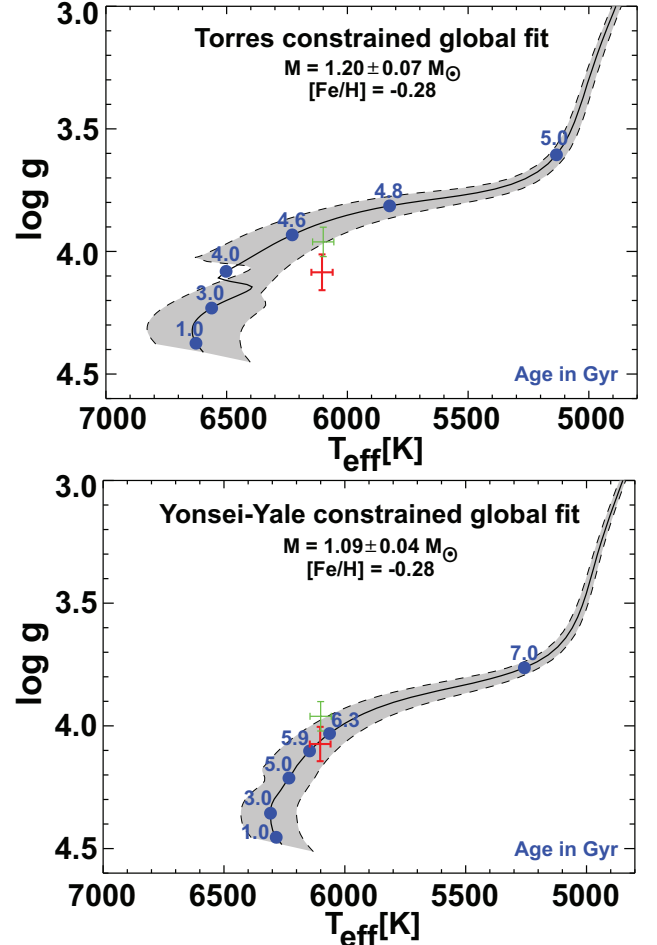 3.0
Torres constrained global fit
M = 1.20±0.07 M⊙
[Fe/H] = -0.28
3.5
5.0
log g
4.8
4.6
4.0
4.0
3.0
1.0
4.5
Age in Gyr
7000 6500 6000 5500 5000
Teff[K]
3.0
Yonsei-Yale constrained global fit
M = 1.09±0.04 M⊙
[Fe/H] = -0.28
3.5
log g
7.0
4.0
6.3
5.9
5.0
3.0
1.0
4.5
Age in Gyr
7000 6500 6000 5500 5000
Teff[K]